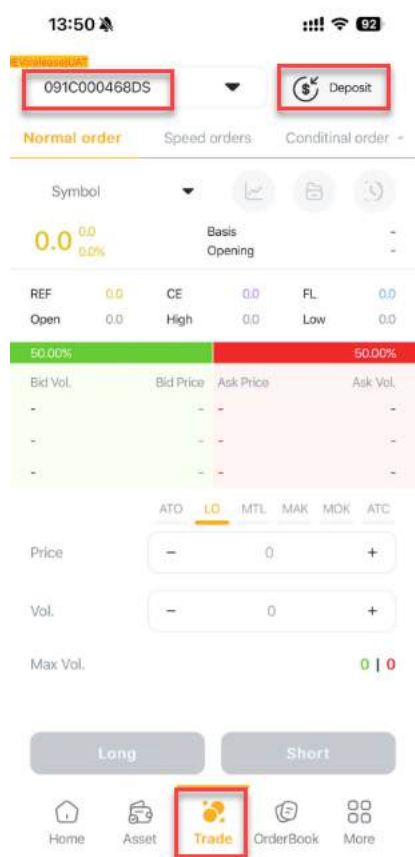 13:50 92
EVrelease|UAT
091C000468DS Deposit
Normal order Speed orders Conditinal order
Symbol
0.0 0.0 0.0%
Basis -
Opening -
REF 0.0 CE 0.0 FL 0.0
Open 0.0 High 0.0 Low 0.0
50.00% 50.00%
Bid Vol. Bid Price Ask Price Ask Vol.
- - - -
- - - -
- - - -
ATO LO MTL MAK MOK ATC
Price - 0 +
Vol. - 0 +
Max Vol. 0 | 0
Long Short
Home Asset Trade OrderBook More